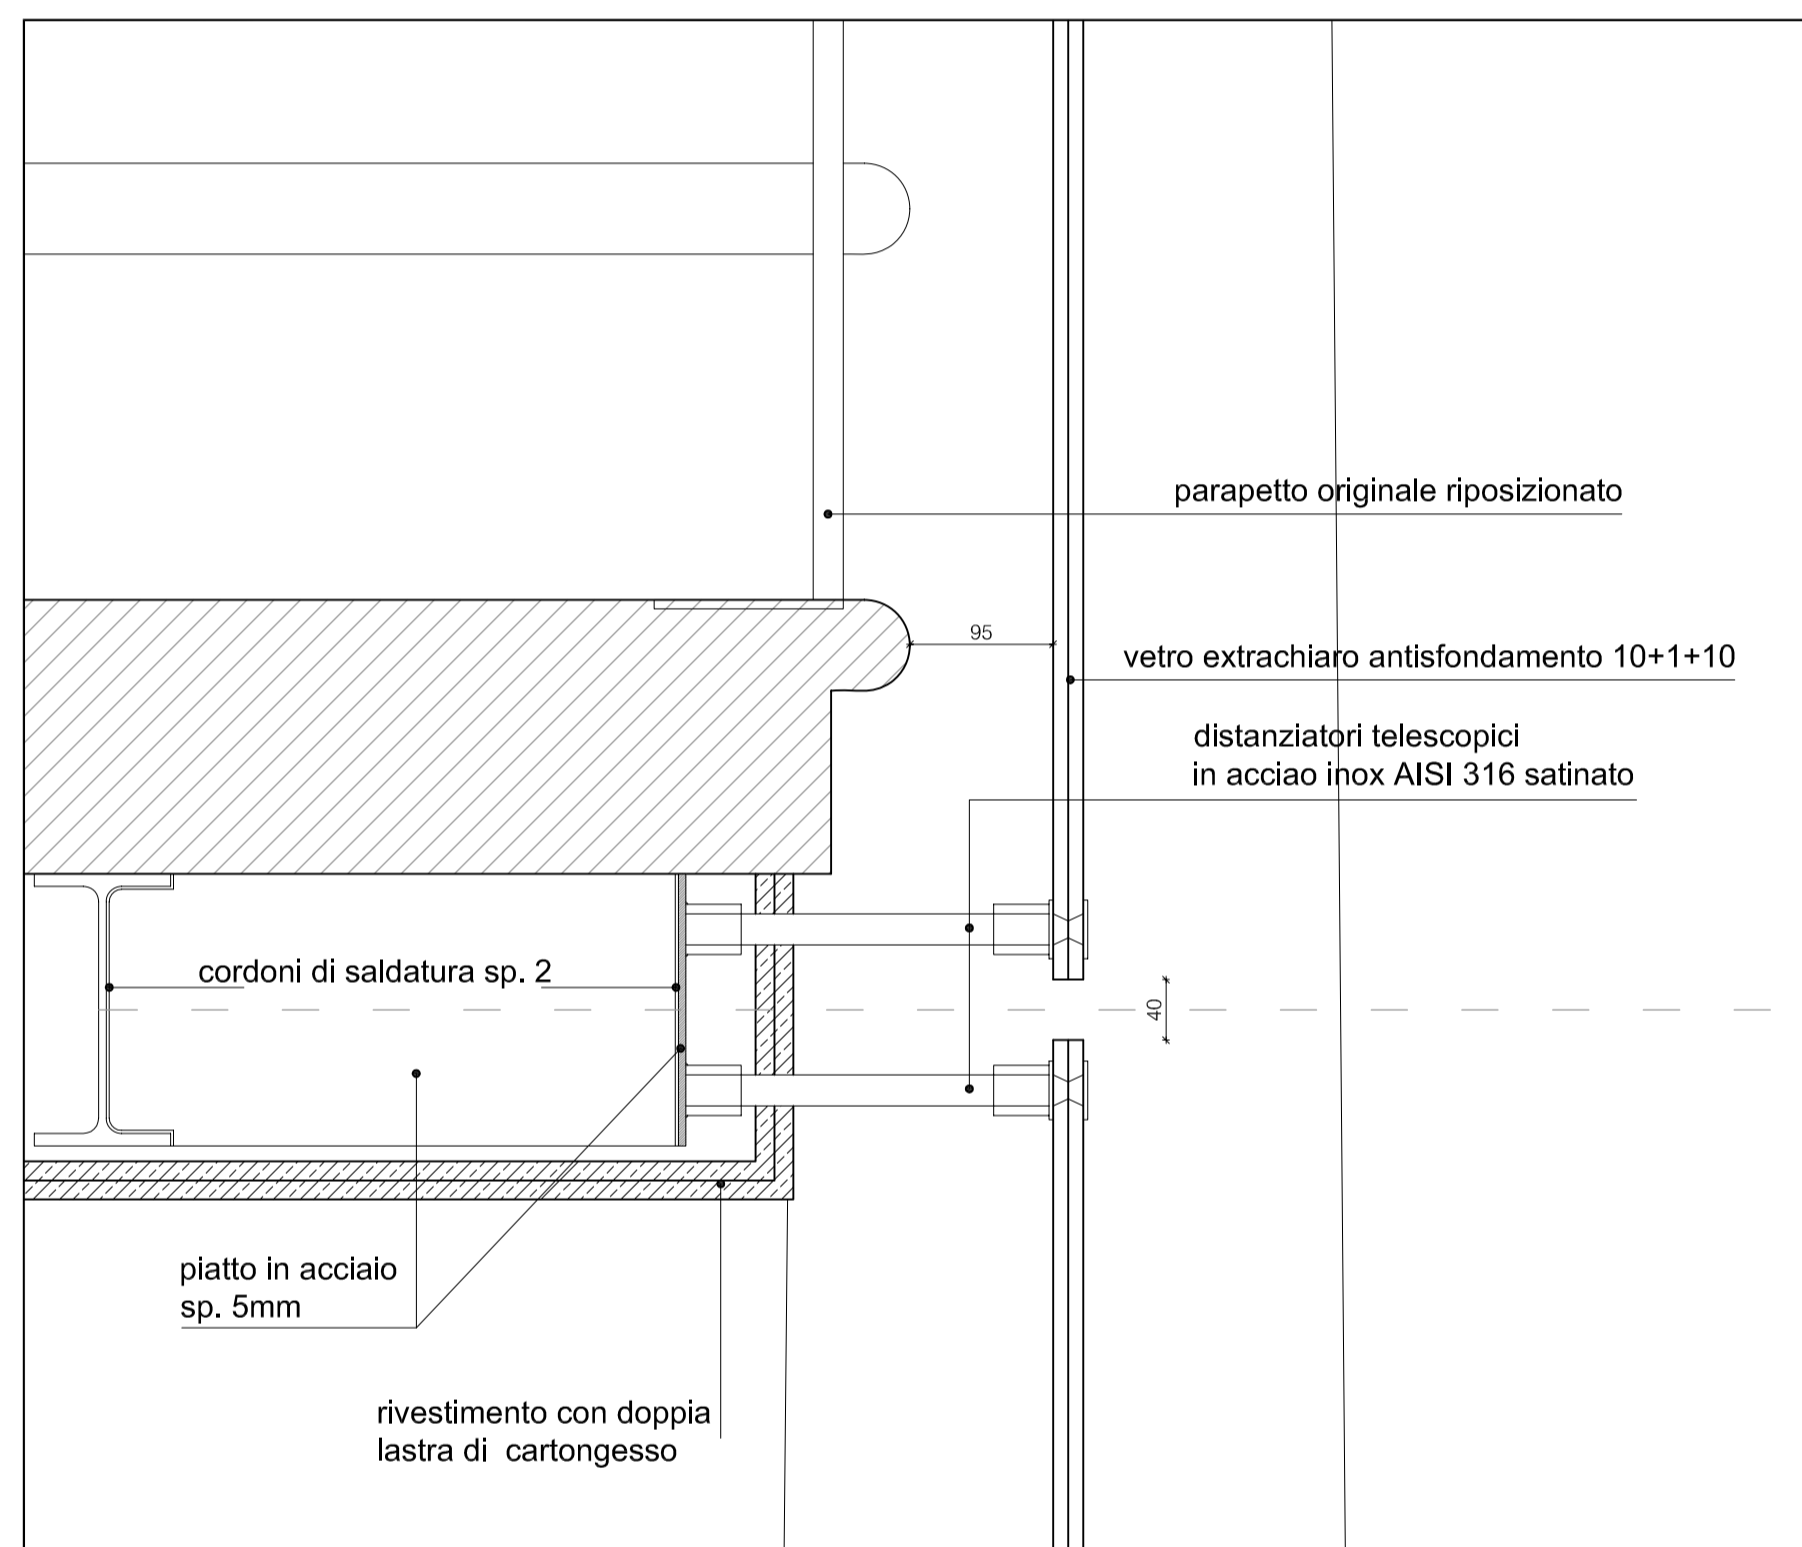 parapetto originale riposizionato
95
vetro extrachiaro antisfondamento 10+1+10
distanziatori telescopici
in acciao inox AISI 316 satinato
cordoni di saldatura sp. 2
40
piatto in acciaio
sp. 5mm
rivestimento con doppia
lastra di cartongesso